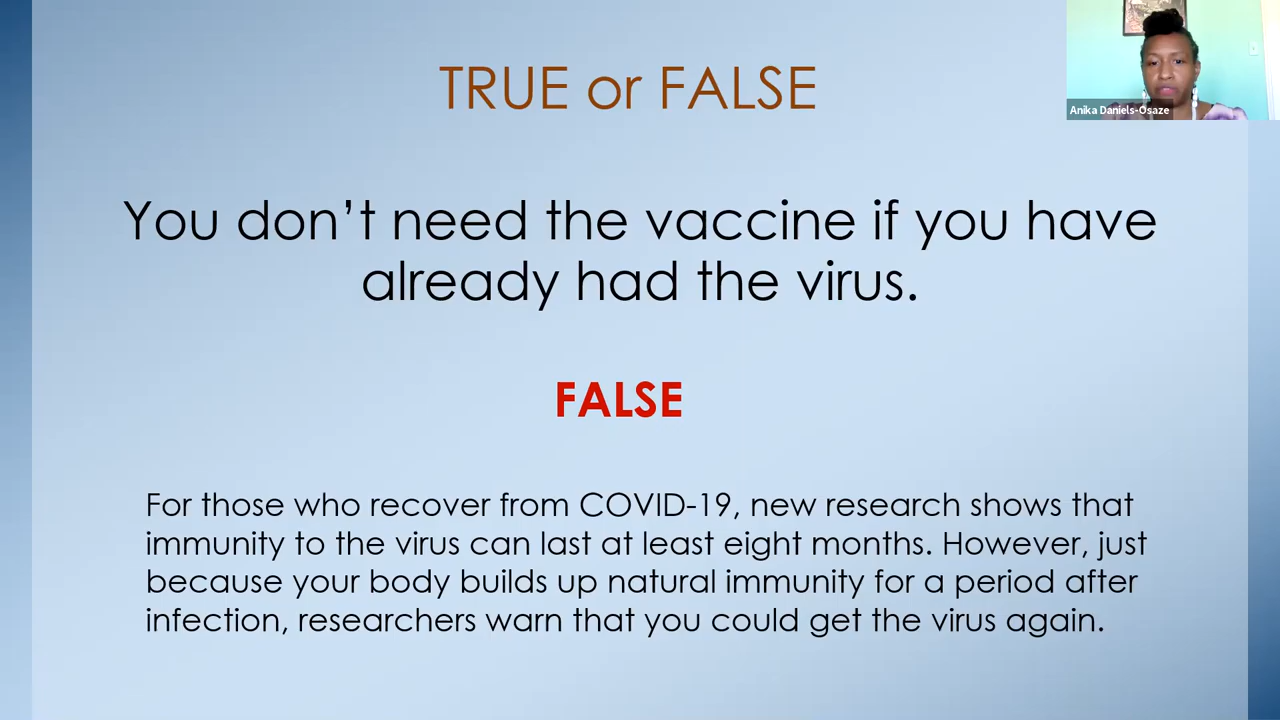 TRUE or FALSE
Anika Daniels-Osaze
You don’t need the vaccine if you have
already had the virus.
FALSE
For those who recover from COVID-19, new research shows that
immunity to the virus can last at least eight months. However, just
because your body builds up natural immunity for a period after
infection, researchers warn that you could get the virus again.